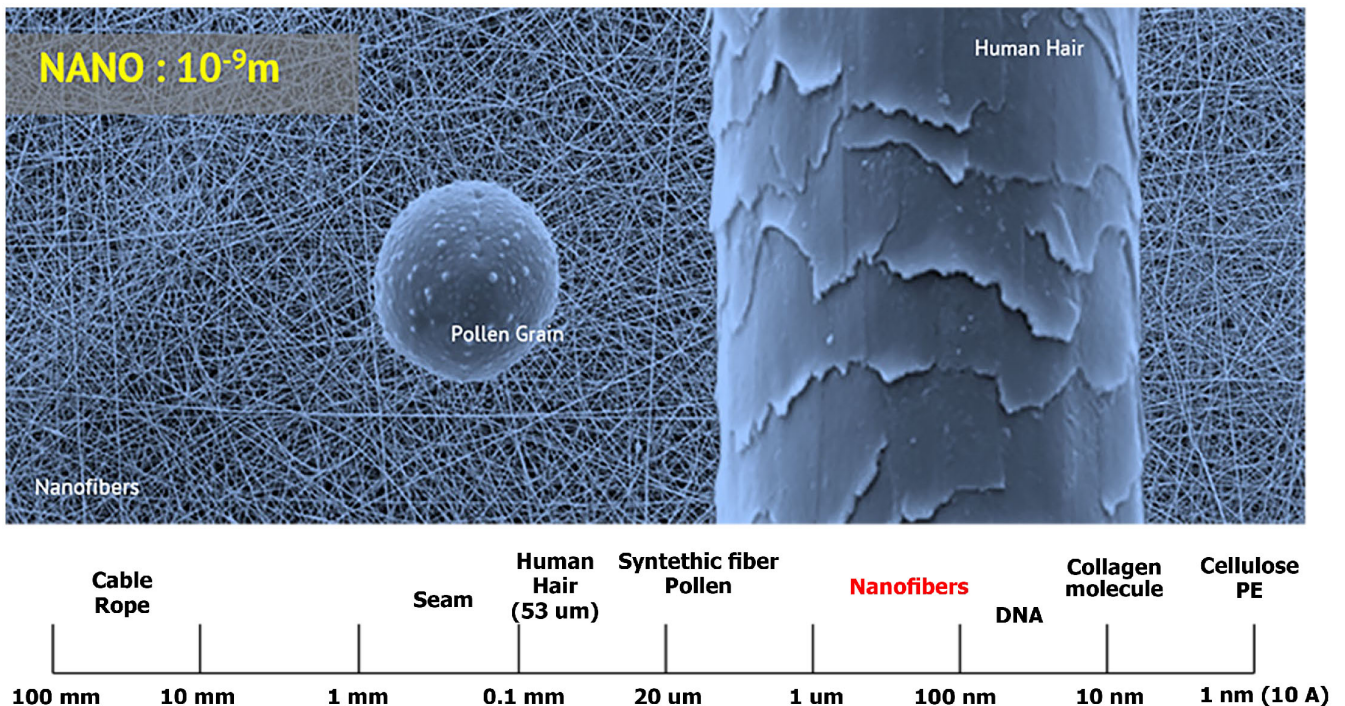 NANO : 10⁻⁹m
Human Hair
Pollen Grain
Nanofibers
Cable
Rope
Seam
Human
Hair
(53 um)
Syntethic fiber
Pollen
Nanofibers
DNA
Collagen
molecule
Cellulose
PE
100 mm
10 mm
1 mm
0.1 mm
20 um
1 um
100 nm
10 nm
1 nm (10 A)